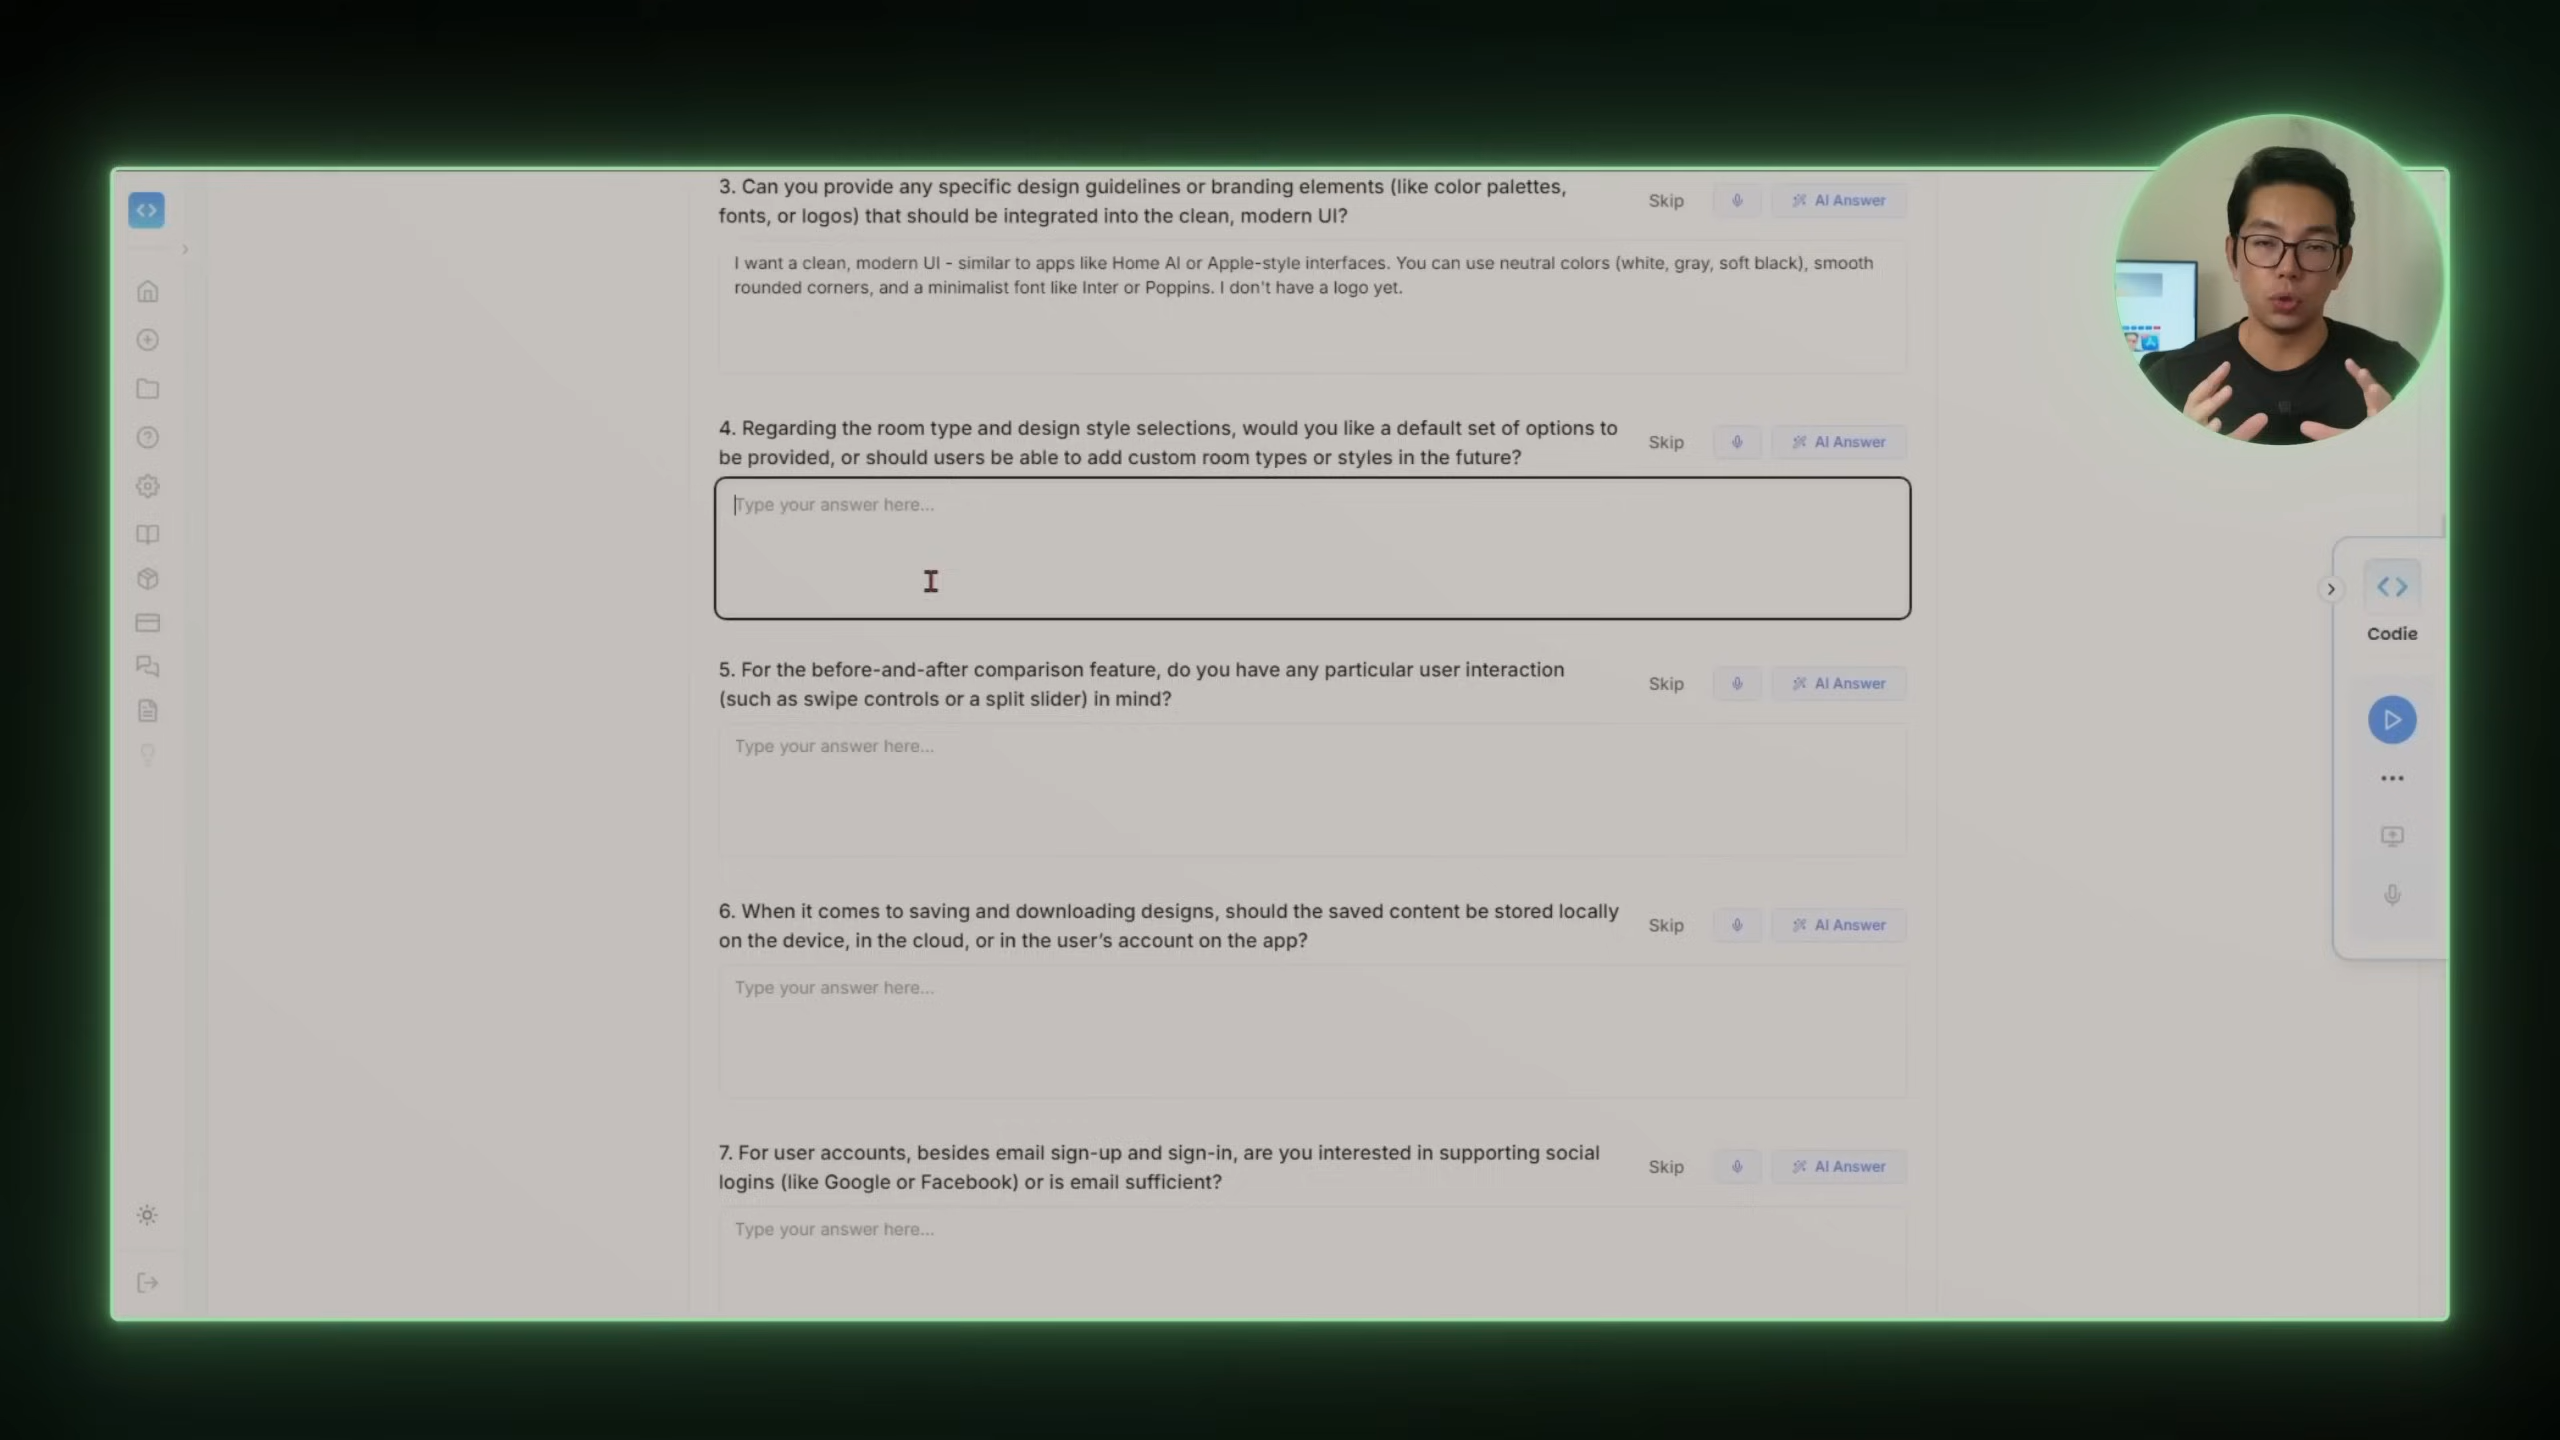 3. Can you provide any specific design guidelines or branding elements (like color palettes,
fonts, or logos) that should be integrated into the clean, modern UI?
Skip
AI Answer
I want a clean, modern UI - similar to apps like Home AI or Apple-style interfaces. You can use neutral colors (white, gray, soft black), smooth
rounded corners, and a minimalist font like Inter or Poppins. I don't have a logo yet.
4. Regarding the room type and design style selections, would you like a default set of options to
be provided, or should users be able to add custom room types or styles in the future?
Skip
AI Answer
Type your answer here...
5. For the before-and-after comparison feature, do you have any particular user interaction
(such as swipe controls or a split slider) in mind?
Skip
AI Answer
Type your answer here...
6. When it comes to saving and downloading designs, should the saved content be stored locally
on the device, in the cloud, or in the user's account on the app?
Skip
AI Answer
Type your answer here...
7. For user accounts, besides email sign-up and sign-in, are you interested in supporting social
logins (like Google or Facebook) or is email sufficient?
Skip
AI Answer
Type your answer here...
Codie